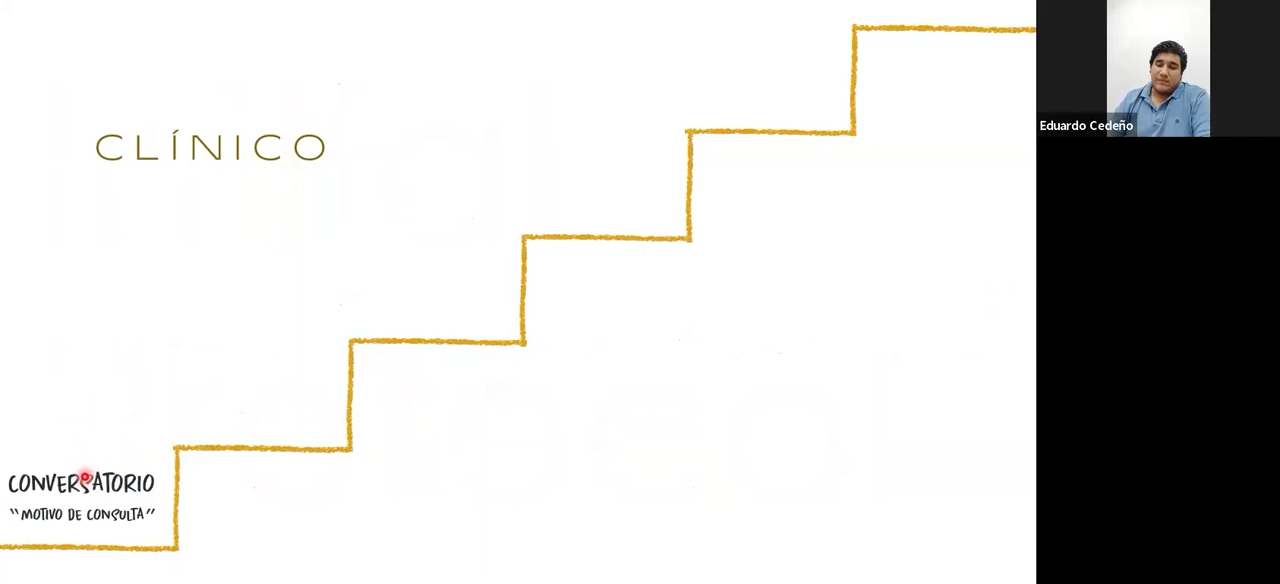 CLÍNICO
Eduardo Cedeño
CONVERSATORIO
"MOTIVO DE CONSULTA"